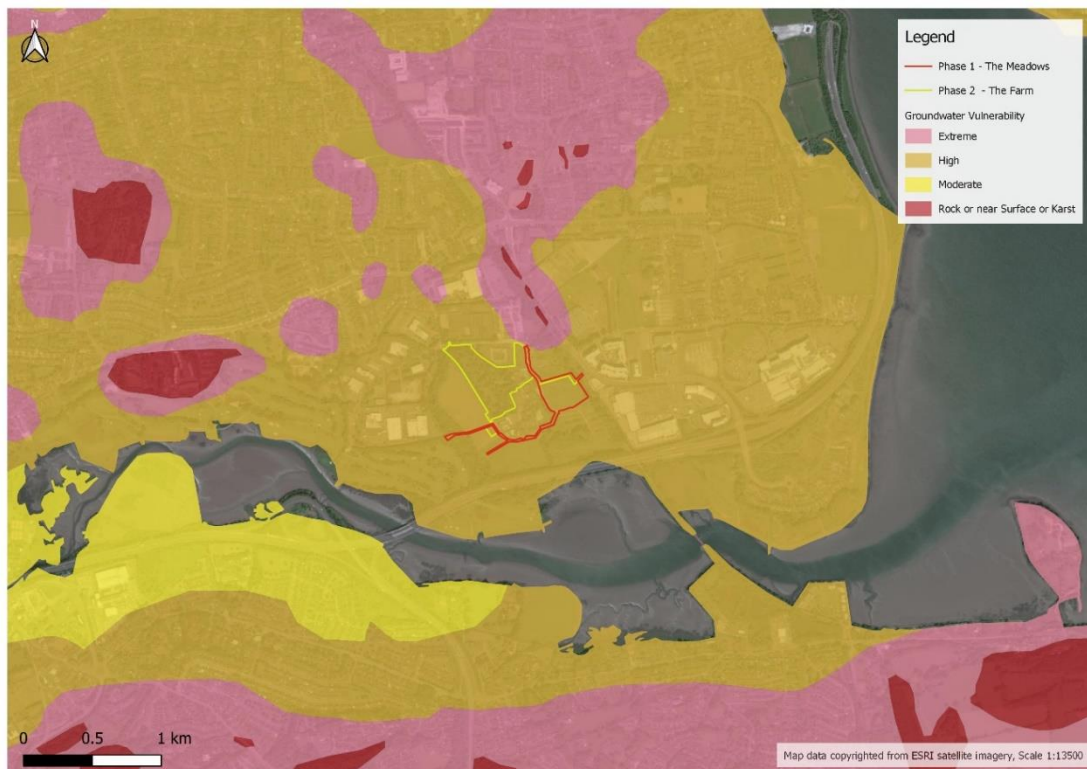 N
Legend
Phase 1 - The Meadows
Phase 2 - The Farm
Groundwater Vulnerability
Extreme
High
Moderate
Rock or near Surface or Karst
0 0.5 1 km
Map data copyrighted from ESRI satellite imagery, Scale 1:13500